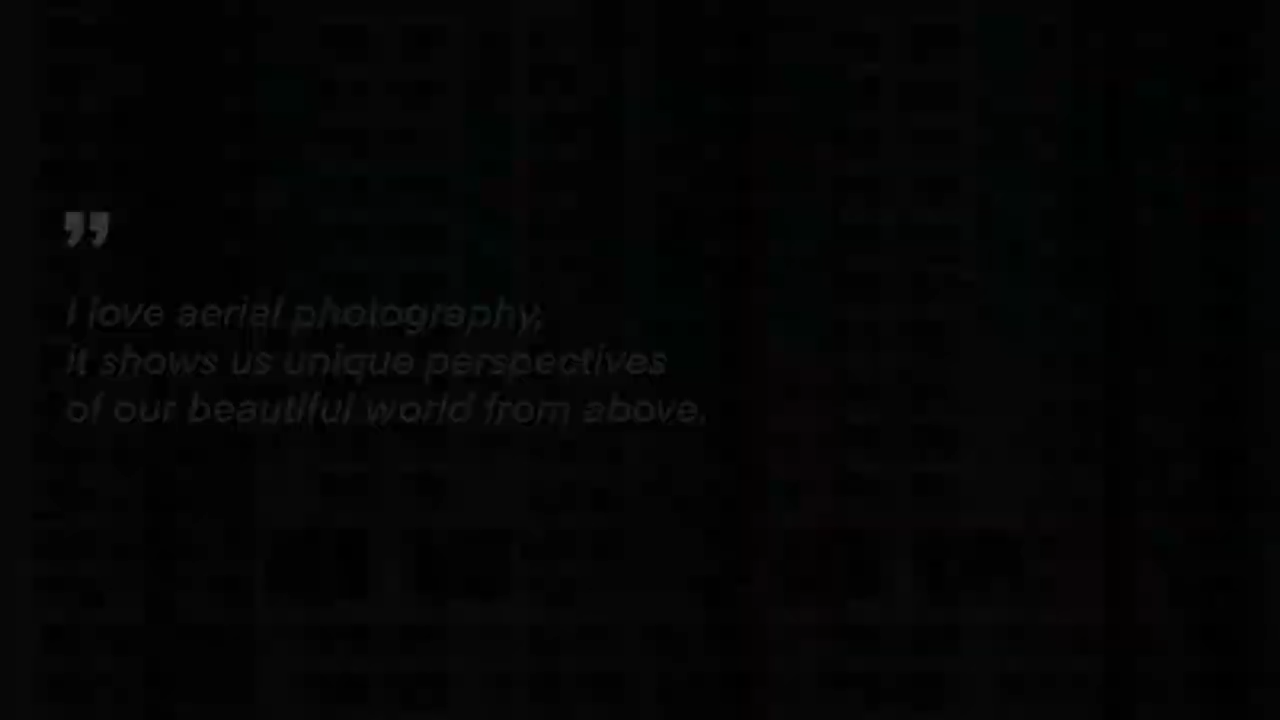 ”
I love aerial photography,
it shows us unique perspectives
of our beautiful world from above.